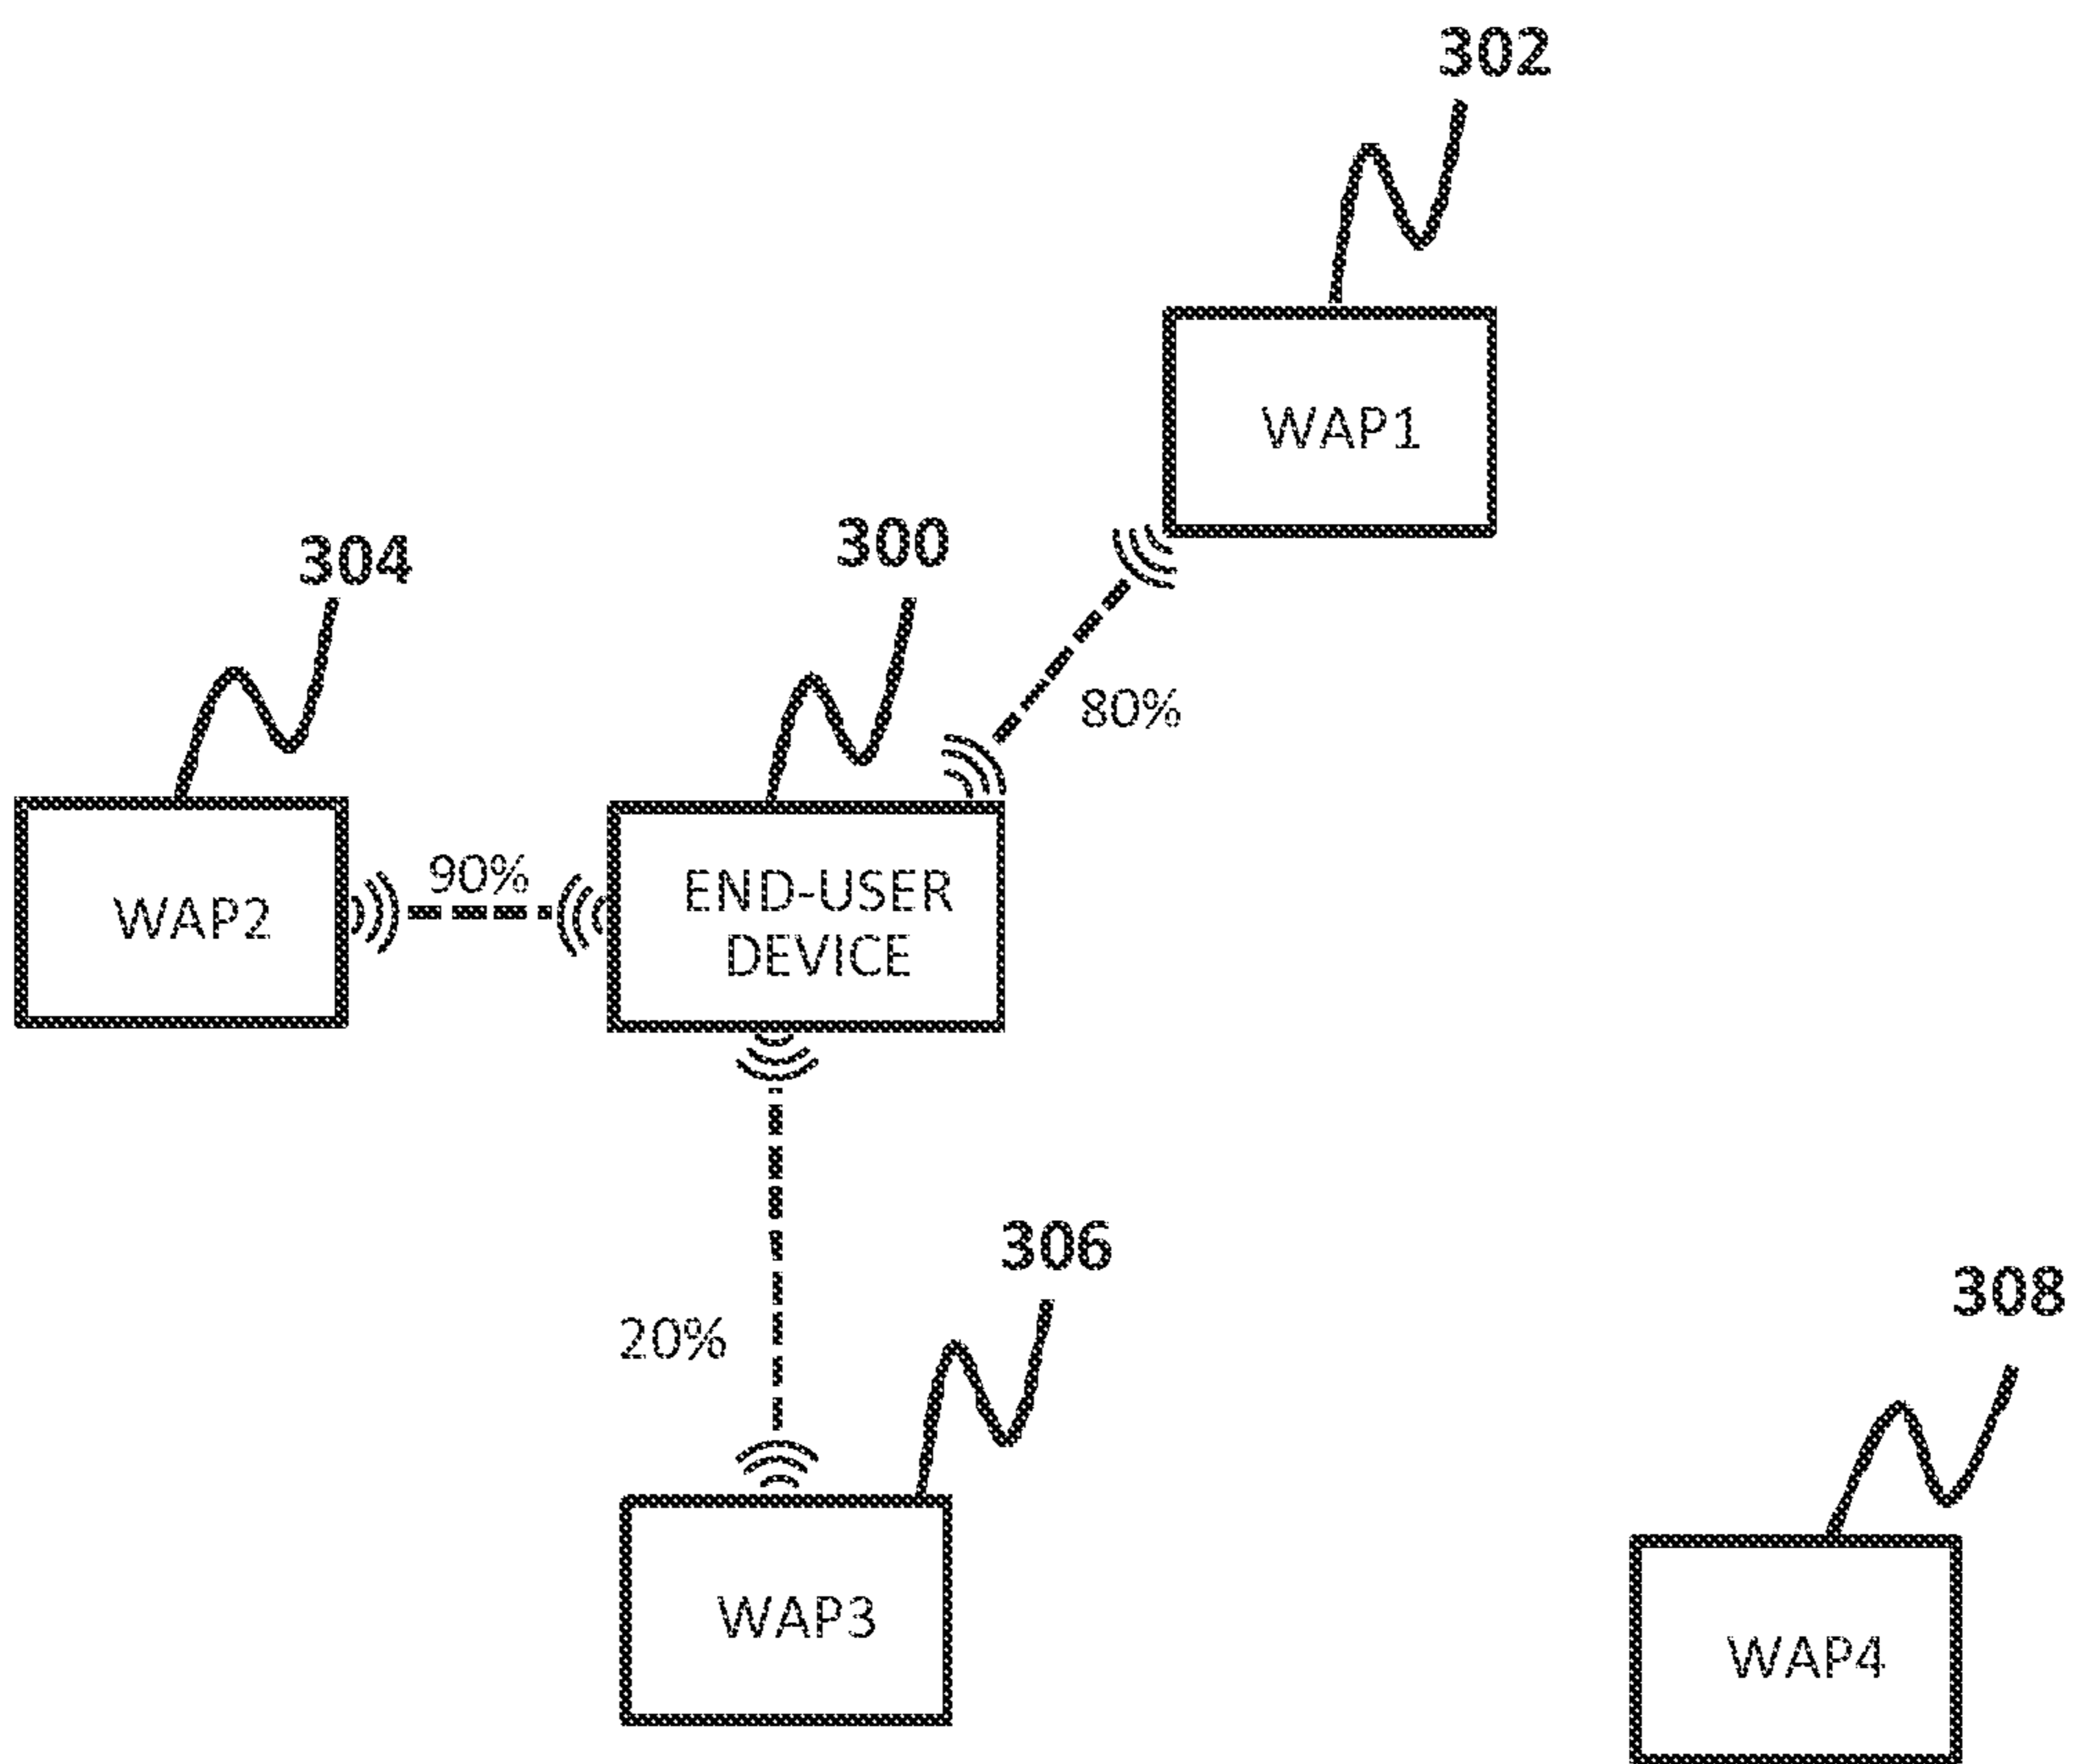 302
WAP1
304
300
80%
WAP2
90%
END-USER
DEVICE
306
308
20%
WAP3
WAP4